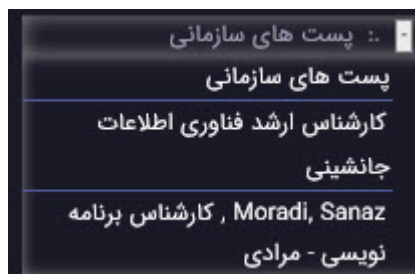 .: پست های سازمانی
پست های سازمانی
کارشناس ارشد فناوری اطلاعات
جانشینی
Moradi, Sanaz , کارشناس برنامه
نویسی - مرادی